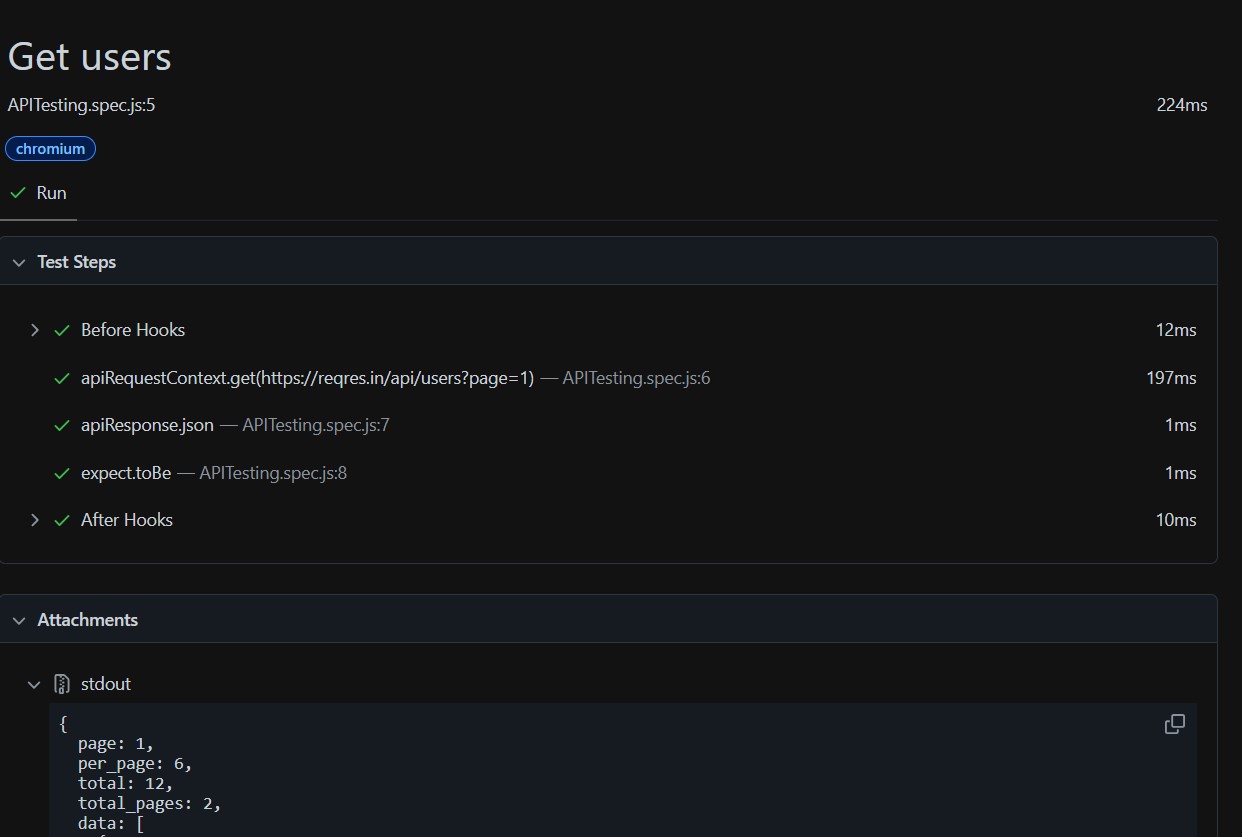 Get users
APITesting.spec.js:5 224ms
chromium
Run
Test Steps
Before Hooks 12ms
apiRequestContext.get(https://reqres.in/api/users?page=1) — APITesting.spec.js:6 197ms
apiResponse.json — APITesting.spec.js:7 1ms
expect.toBe — APITesting.spec.js:8 1ms
After Hooks 10ms
Attachments
stdout
{
page: 1,
per_page: 6,
total: 12,
total_pages: 2,
data: [